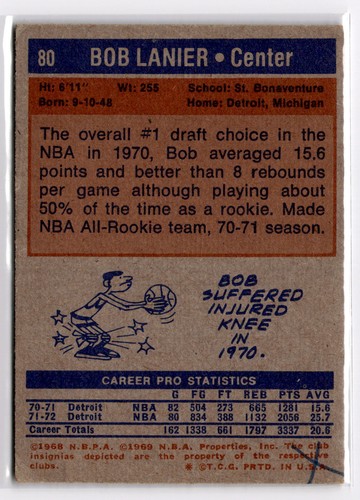 80 BOB LANIER • Center
Ht: 6'11" Wt: 255 School: St. Bonaventure
Born: 9-10-48 Home: Detroit, Michigan
The overall #1 draft choice in the
NBA in 1970, Bob averaged 15.6
points and better than 8 rebounds
per game although playing about
50% of the time as a rookie. Made
NBA All-Rookie team, 70-71 season.
BOB
SUFFERED
INJURED
KNEE
IN
1970.
CAREER PRO STATISTICS
G FG FT REB PTS AVG
70-71 Detroit NBA 82 504 273 665 1281 15.6
71-72 Detroit NBA 80 834 388 1132 2056 25.7
Career Totals 162 1338 661 1797 3337 20.6
©1968 N.B.P.A. ©1969 N.B.A. Properties, Inc. The club
insignias depicted are the property of the respective
clubs. * ©T.C.G. PRTD. IN U.S.A.